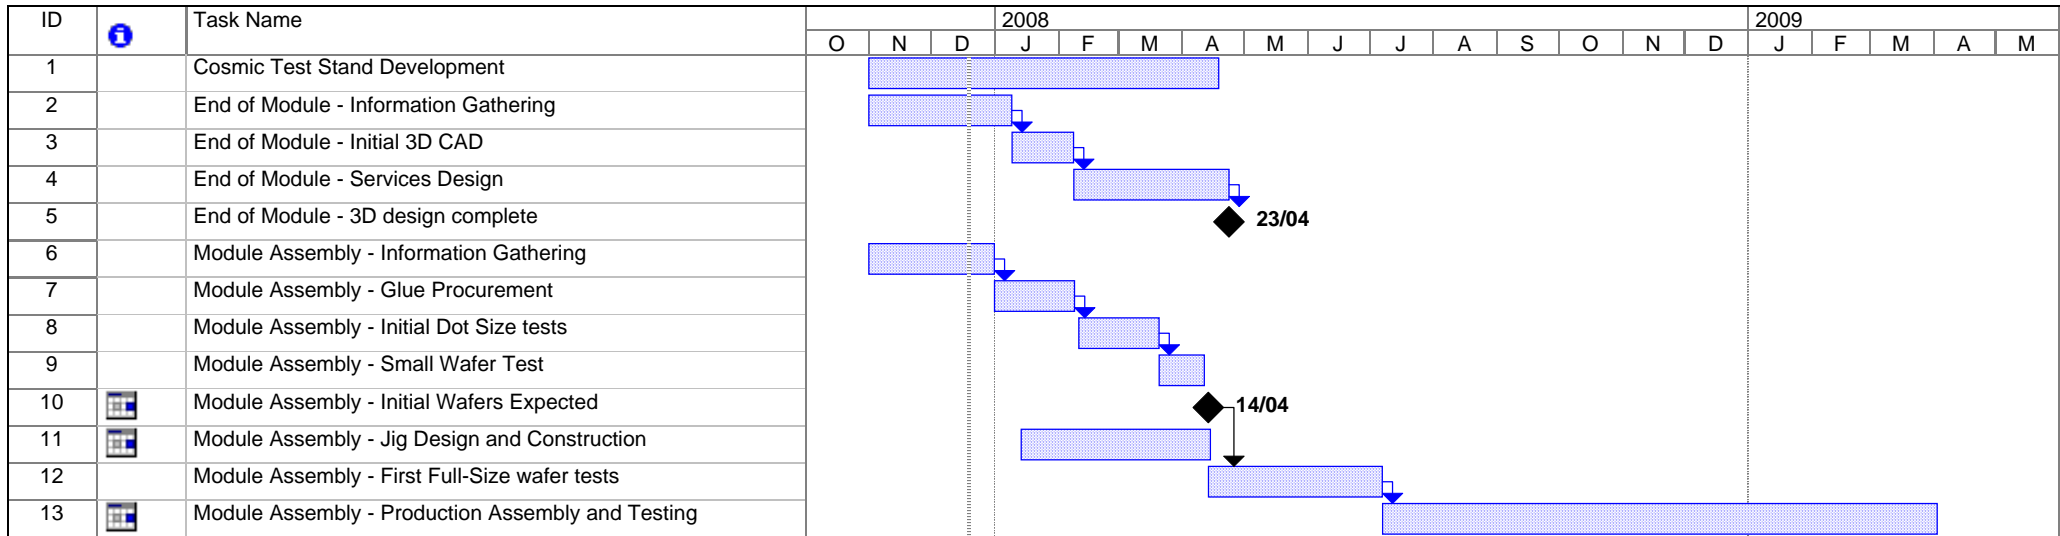 ID Task Name 2008 2009
O N D J F M A M J J A S O N D J F M A M
1 Cosmic Test Stand Development
2 End of Module - Information Gathering
3 End of Module - Initial 3D CAD
4 End of Module - Services Design
5 End of Module - 3D design complete 23/04
6 Module Assembly - Information Gathering
7 Module Assembly - Glue Procurement
8 Module Assembly - Initial Dot Size tests
9 Module Assembly - Small Wafer Test
10 Module Assembly - Initial Wafers Expected 14/04
11 Module Assembly - Jig Design and Construction
12 Module Assembly - First Full-Size wafer tests
13 Module Assembly - Production Assembly and Testing